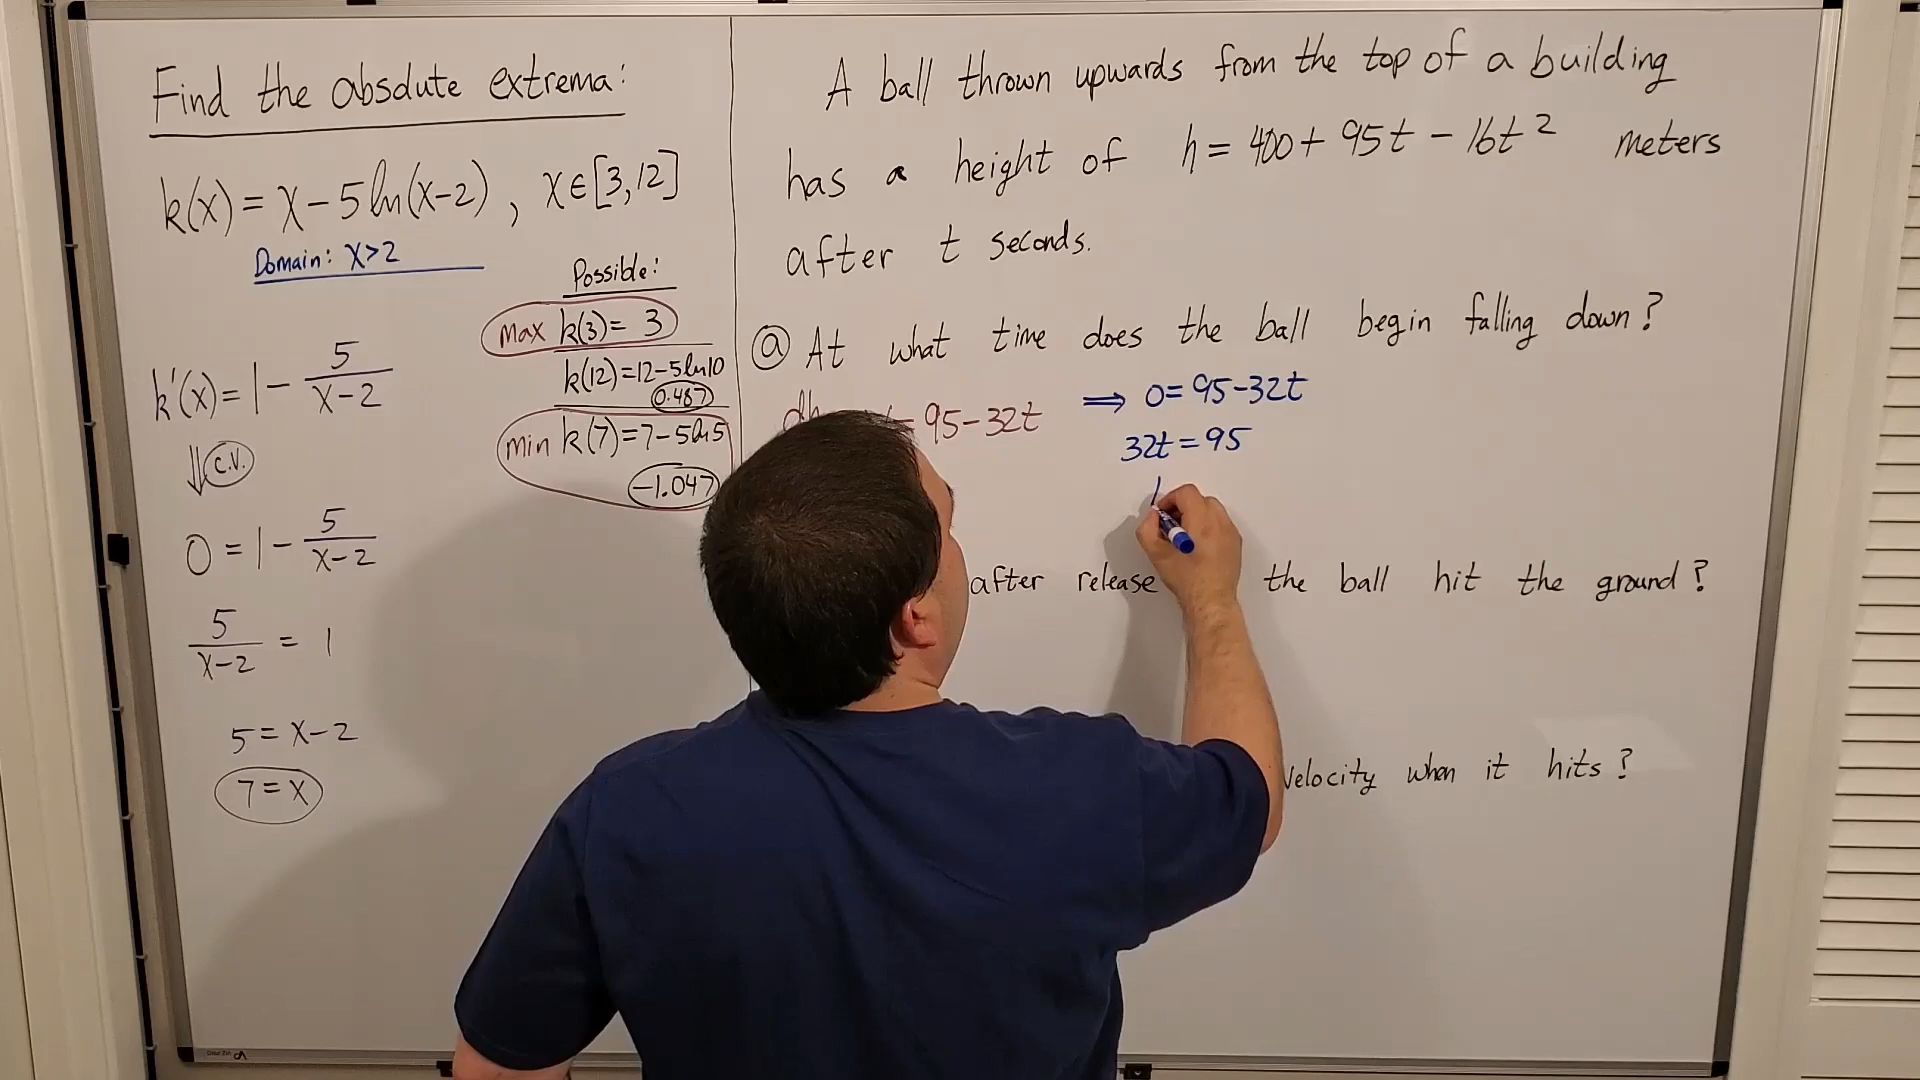 Find the absolute extrema:
k(x) = x - 5 ln(x-2), x ∈ [3,12]
Domain: x > 2
k'(x) = 1 - 5/(x-2)
C.V.
0 = 1 - 5/(x-2)
5/(x-2) = 1
5 = x - 2
7 = x
Possible:
max k(3) = 3
k(12) = 12 - 5 ln 10
0.487
min k(7) = 7 - 5 ln 5
-1.047
A ball thrown upwards from the top of a building
has a height of h = 400 + 95t - 16t² meters
after t seconds.
ⓐ At what time does the ball begin falling down?
= 95 - 32t ⟹ 0 = 95 - 32t
32t = 95
after release the ball hit the ground?
velocity when it hits?